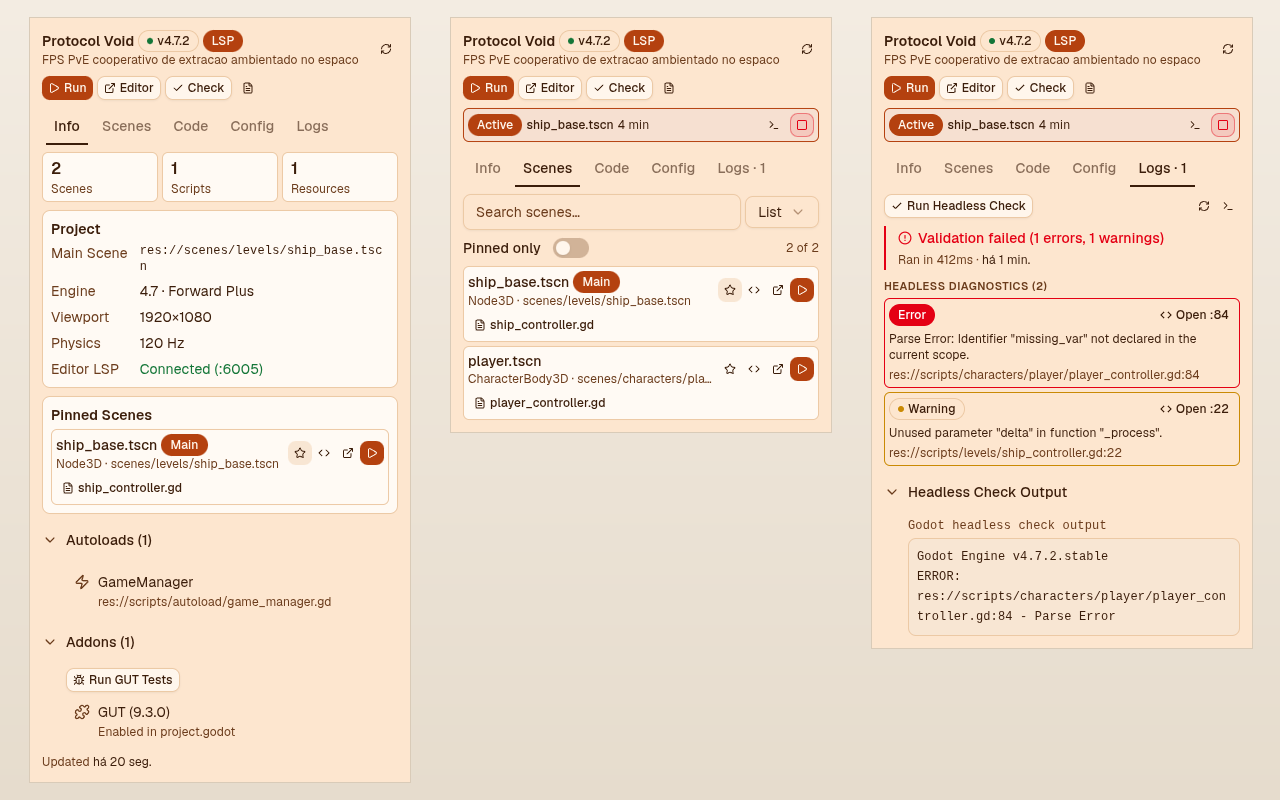 Protocol Void v4.7.2 LSP
FPS PvE cooperativo de extracao ambientado no espaco
Run Editor Check
Info Scenes Code Config Logs
2 1 1
Scenes Scripts Resources
Project
Main Scene res://scenes/levels/ship_base.tsc
n
Engine 4.7 · Forward Plus
Viewport 1920×1080
Physics 120 Hz
Editor LSP Connected (:6005)
Pinned Scenes
ship_base.tscn Main
Node3D · scenes/levels/ship_base.tscn
ship_controller.gd
Autoloads (1)
GameManager
res://scripts/autoload/game_manager.gd
Addons (1)
Run GUT Tests
GUT (9.3.0)
Enabled in project.godot
Updated há 20 seg.
Protocol Void v4.7.2 LSP
FPS PvE cooperativo de extracao ambientado no espaco
Run Editor Check
Active ship_base.tscn 4 min
Info Scenes Code Config Logs · 1
Search scenes... List
Pinned only 2 of 2
ship_base.tscn Main
Node3D · scenes/levels/ship_base.tscn
ship_controller.gd
player.tscn
CharacterBody3D · scenes/characters/pla...
player_controller.gd
Protocol Void v4.7.2 LSP
FPS PvE cooperativo de extracao ambientado no espaco
Run Editor Check
Active ship_base.tscn 4 min
Info Scenes Code Config Logs · 1
Run Headless Check
Validation failed (1 errors, 1 warnings)
Ran in 412ms · há 1 min.
HEADLESS DIAGNOSTICS (2)
Error Open :84
Parse Error: Identifier "missing_var" not declared in the
current scope.
res://scripts/characters/player/player_controller.gd:84
Warning Open :22
Unused parameter "delta" in function "_process".
res://scripts/levels/ship_controller.gd:22
Headless Check Output
Godot headless check output
Godot Engine v4.7.2.stable
ERROR:
res://scripts/characters/player/player_con
troller.gd:84 - Parse Error